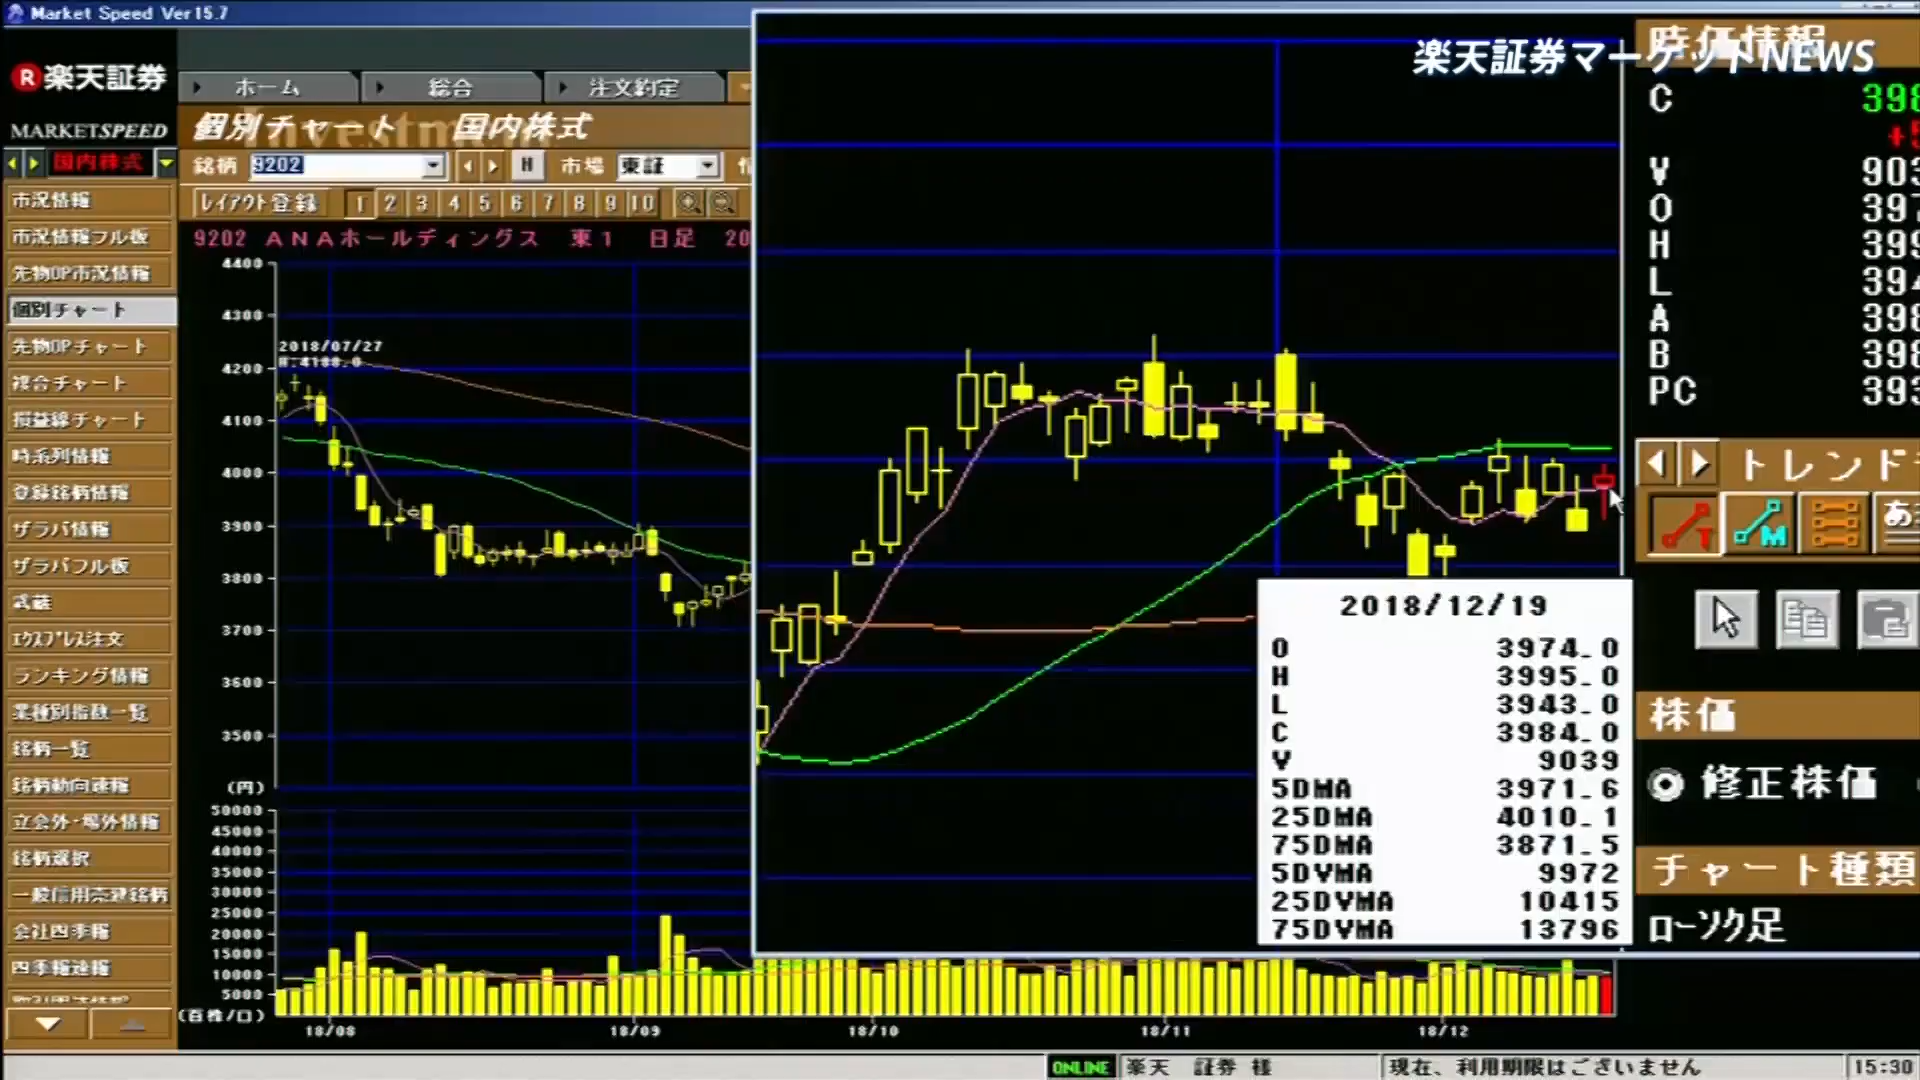 Market Speed Ver15.7
楽天証券マーケットNEWS
R楽天証券
MARKETSPEED
国内株式
ホーム
総合
注文約定
個別チャート － 国内株式
銘柄 9202
H 市場 東証
レイアウト登録 1 2 3 4 5 6 7 8 9 10
9202 ANAホールディングス 東1 日足 20
市況情報
市況情報フル板
先物OP市況情報
個別チャート
先物OPチャート
複合チャート
損益線チャート
時系列情報
登録銘柄情報
ザラバ情報
ザラバフル板
武蔵
エクスプレス注文
ランキング情報
業種別指数一覧
銘柄一覧
銘柄動向速報
立会外・場外情報
銘柄選択
一般信用売建銘柄
会社四季報
四季報速報
4400
4300
4200
4100
4000
3900
3800
3700
3600
3500
(円)
2018/07/27
H:4188.0
50000
45000
40000
35000
30000
25000
20000
15000
10000
5000
(百株/口)
18/08
18/09
18/10
18/11
18/12
2018/12/19
O 3974.0
H 3995.0
L 3943.0
C 3984.0
V 9039
5DMA 3971.6
25DMA 4010.1
75DMA 3871.5
5DVMA 9972
25DVMA 10415
75DVMA 13796
時価情報
C 398
+5
V 903
O 397
H 399
L 394
A 398
B 398
PC 393
トレンド
T
M
あ
株価
修正株価
チャート種類
ローソク足
ONLINE
楽天 証券 様
現在、利用期限はございません
15:30